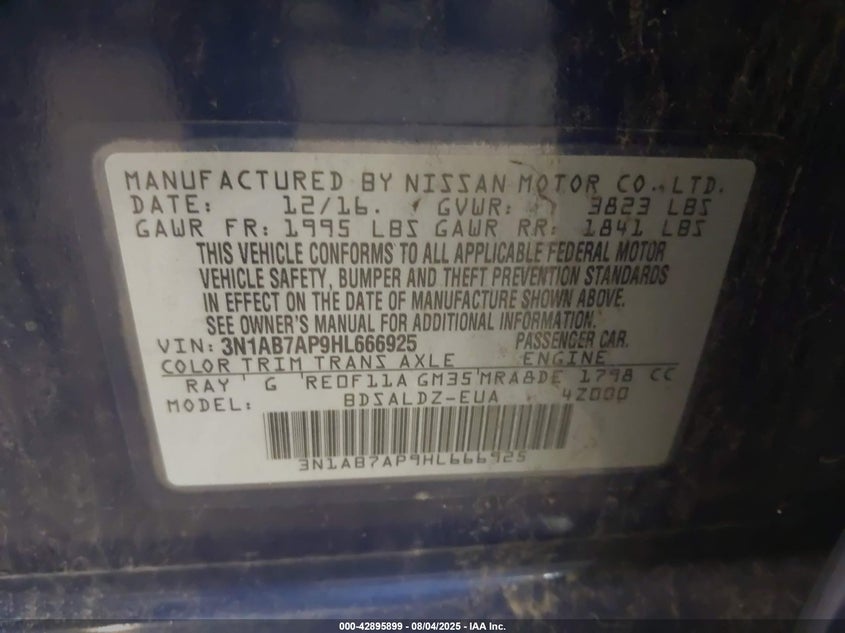 MANUFACTURED BY NISSAN MOTOR CO., LTD.
DATE: 12/16. GVWR: 3823 LBS
GAWR FR: 1995 LBS GAWR RR: 1841 LBS
THIS VEHICLE CONFORMS TO ALL APPLICABLE FEDERAL MOTOR
VEHICLE SAFETY, BUMPER AND THEFT PREVENTION STANDARDS
IN EFFECT ON THE DATE OF MANUFACTURE SHOWN ABOVE.
SEE OWNER'S MANUAL FOR ADDITIONAL INFORMATION.
VIN: 3N1AB7AP9HL666925 PASSENGER CAR.
COLOR TRIM TRANS AXLE ENGINE
RAY G RE0F11A GM35 MRA8DE 1798 CC
MODEL: BDSALDZ-EUA 4Z000
3N1AB7AP9HL666925
000-42895899 — 08/04/2025 — IAA Inc.